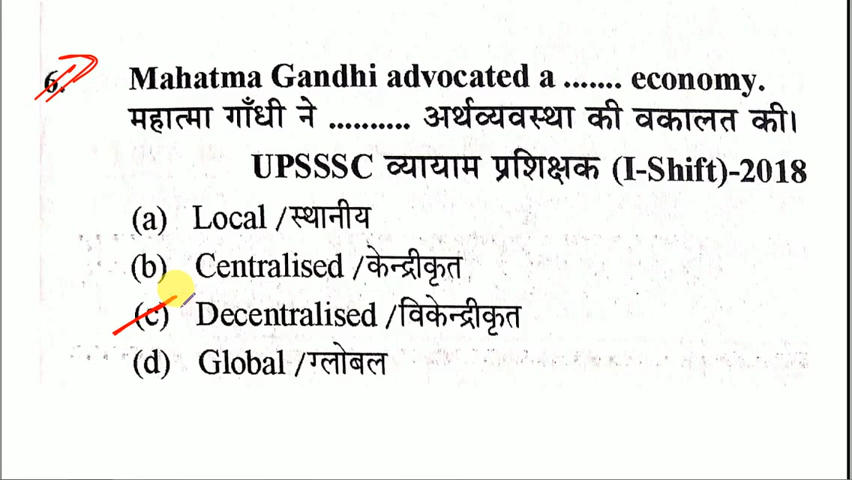 6. Mahatma Gandhi advocated a ....... economy.
महात्मा गाँधी ने .......... अर्थव्यवस्था की वकालत की।
UPSSSC व्यायाम प्रशिक्षक (I-Shift)-2018
(a) Local /स्थानीय
(b) Centralised /केन्द्रीकृत
(c) Decentralised /विकेन्द्रीकृत
(d) Global /ग्लोबल